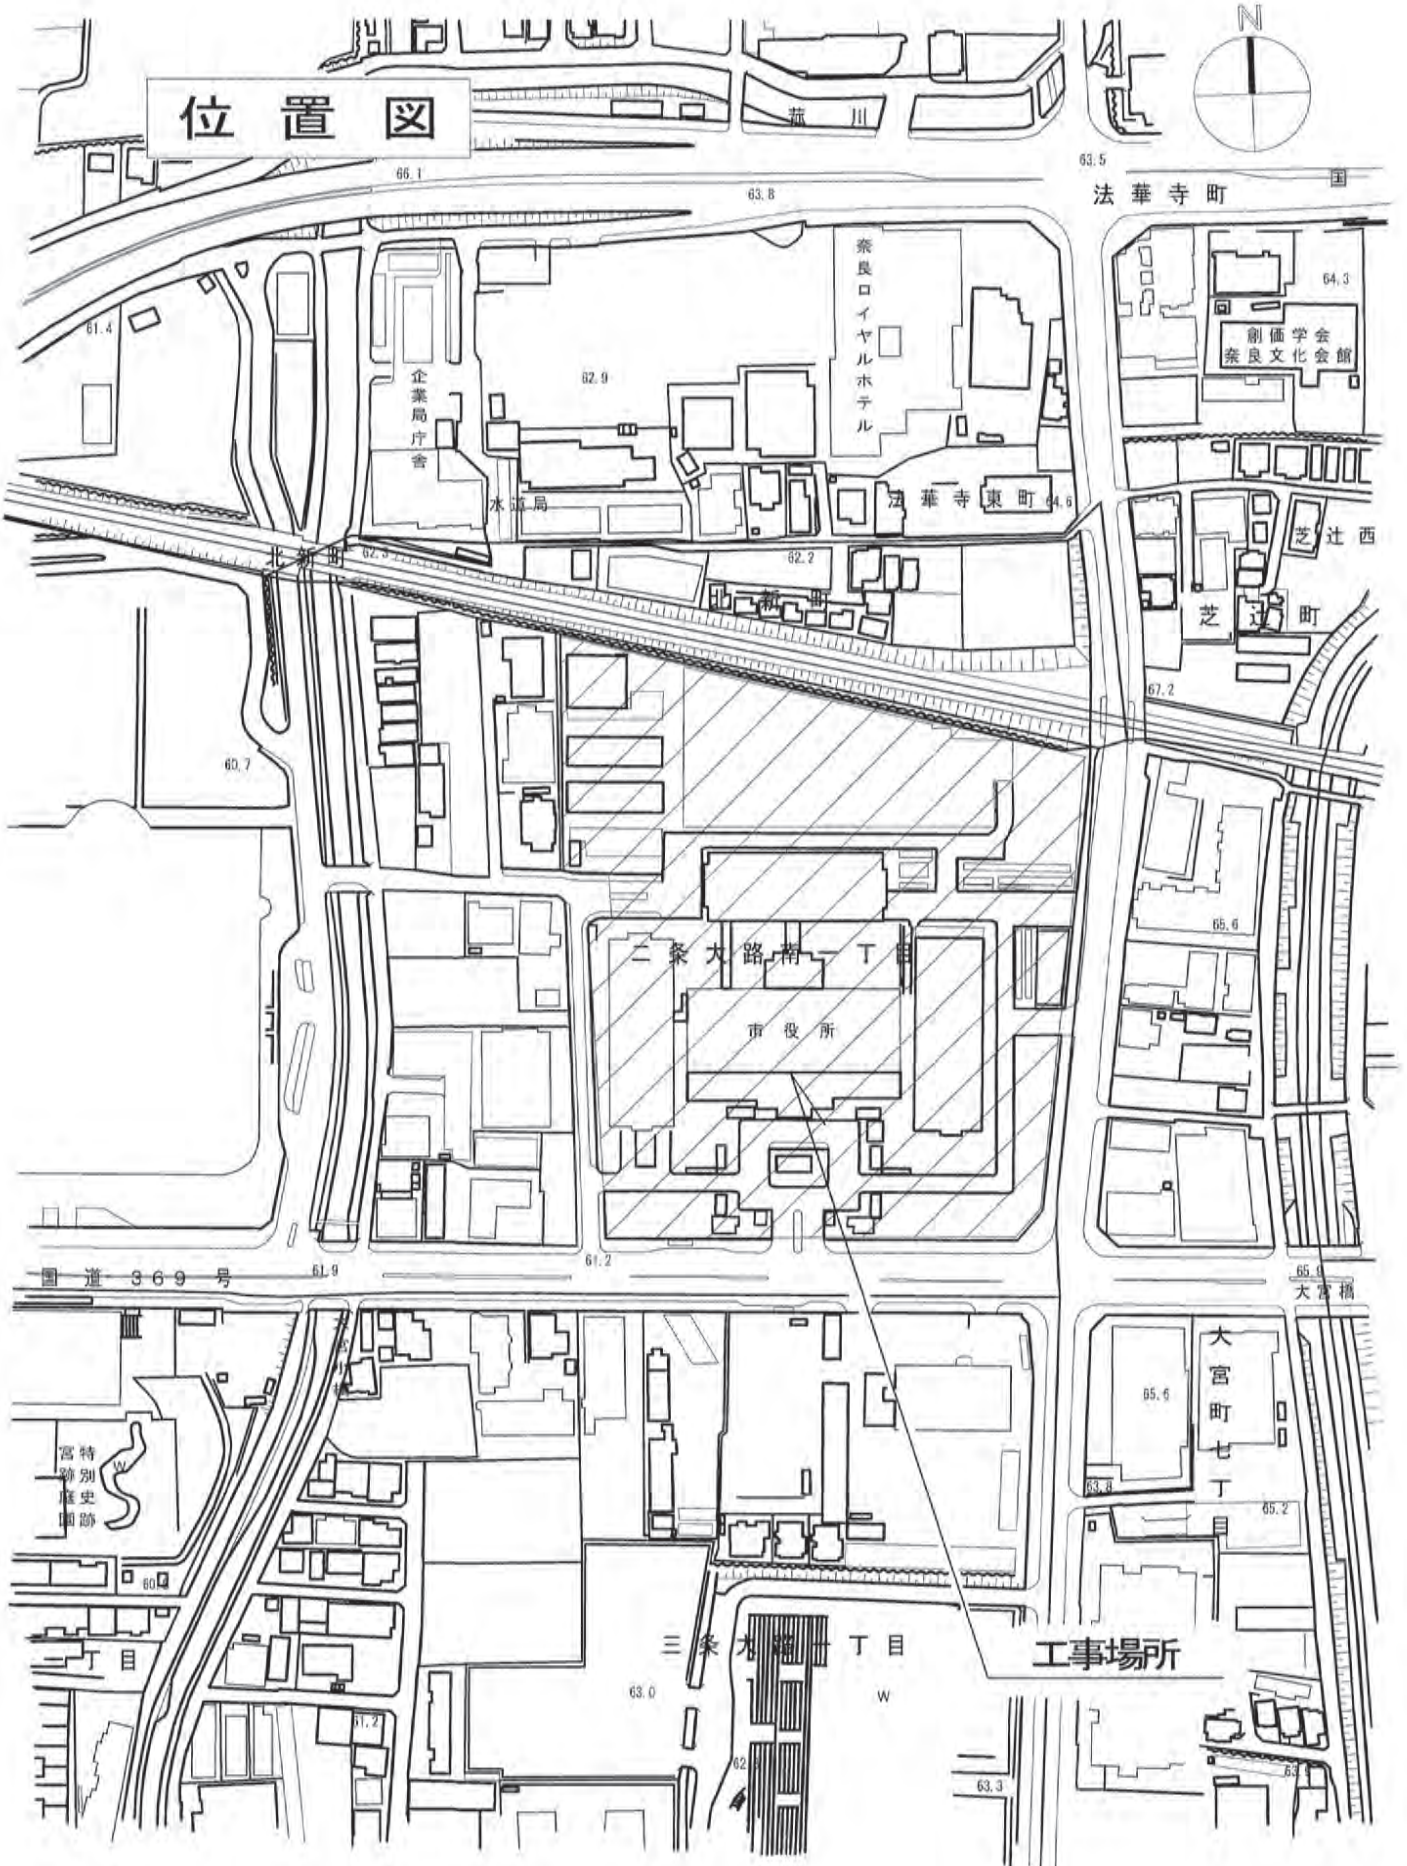 N
位置図
菰川
63.5
66.1
63.8
法華寺町
国
奈良ロイヤルホテル
64.3
61.4
創価学会
奈良文化会館
企業局庁舎
62.9
水道局
法華寺東町
64.6
芝辻西
北新町
62.3
62.2
北新町
芝辻町
67.2
60.7
65.6
二条大路南一丁目
市役所
61.2
国道369号
61.9
65.9
大宮橋
大宮町七丁目
65.6
特別史跡
宮跡庭園
W
63.8
65.2
三条大路一丁目
工事場所
丁目
63.0
W
61.2
63.3